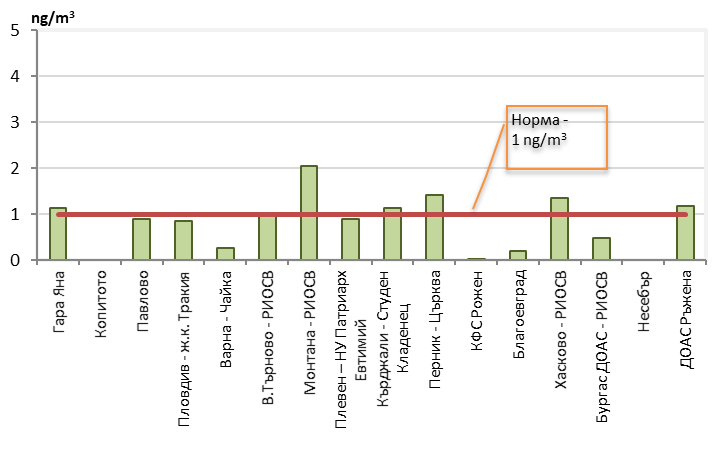 ng/m³
5
4
3
2
1
0
Норма -
1 ng/m³
Гара Яна
Копитото
Павлово
Пловдив - ж.к. Тракия
Варна - Чайка
В.Търново - РИОСВ
Монтана - РИОСВ
Плевен – НУ Патриарх
Евтимий
Кърджали - Студен
Кладенец
Перник - Църква
КФС Рожен
Благоевград
Хасково - РИОСВ
Бургас ДОАС - РИОСВ
Несебър
ДОАС Ръжена